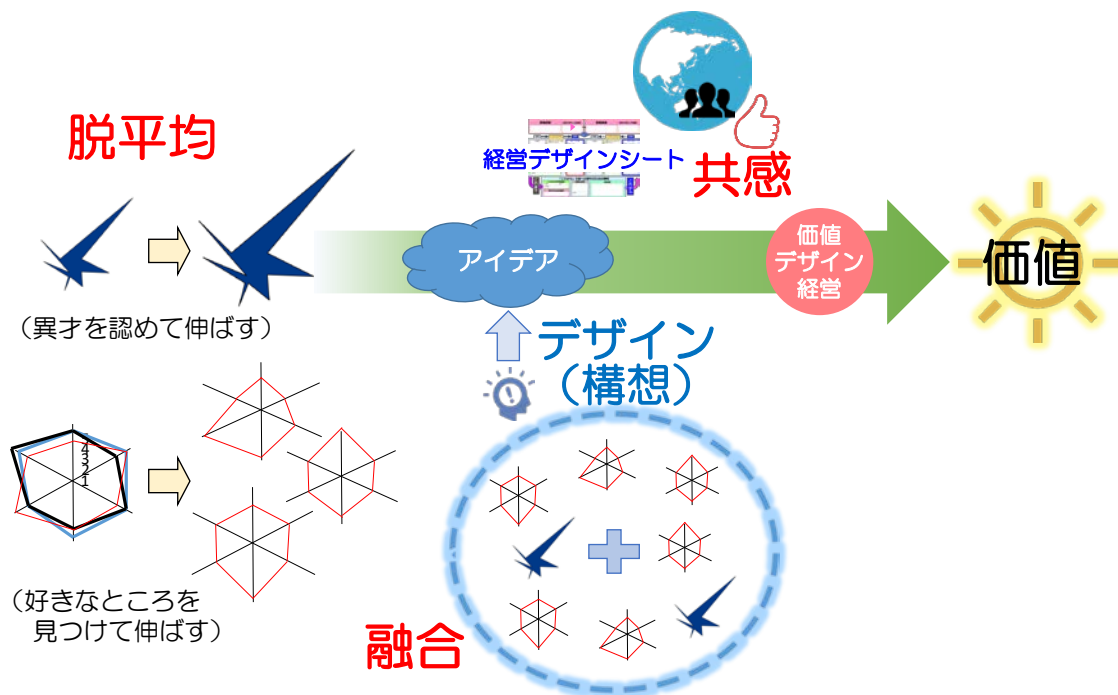 脱平均
経営デザインシート
共感
アイデア
価値
デザイン
経営
価値
(異才を認めて伸ばす)
デザイン
(構想)
4
3
2
1
(好きなところを
見つけて伸ばす)
融合